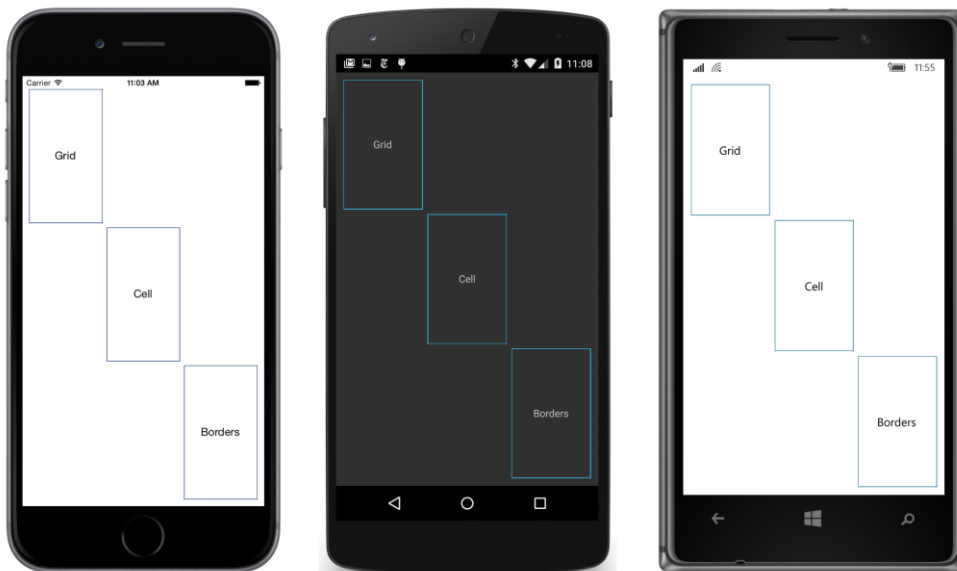 Carrier 11:03 AM
Grid
Cell
Borders
11:08
Grid
Cell
Borders
11:55
Grid
Cell
Borders